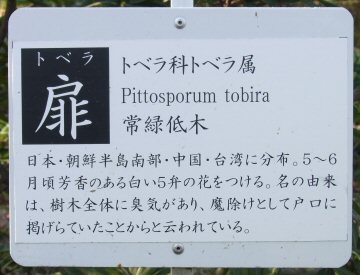 トベラ
扉
トベラ科トベラ属
Pittosporum tobira
常緑低木
日本・朝鮮半島南部・中国・台湾に分布。5～6
月頃芳香のある白い5弁の花をつける。名の由来
は、樹木全体に臭気があり、魔除けとして戸口に
掲げらていたことからと云われている。